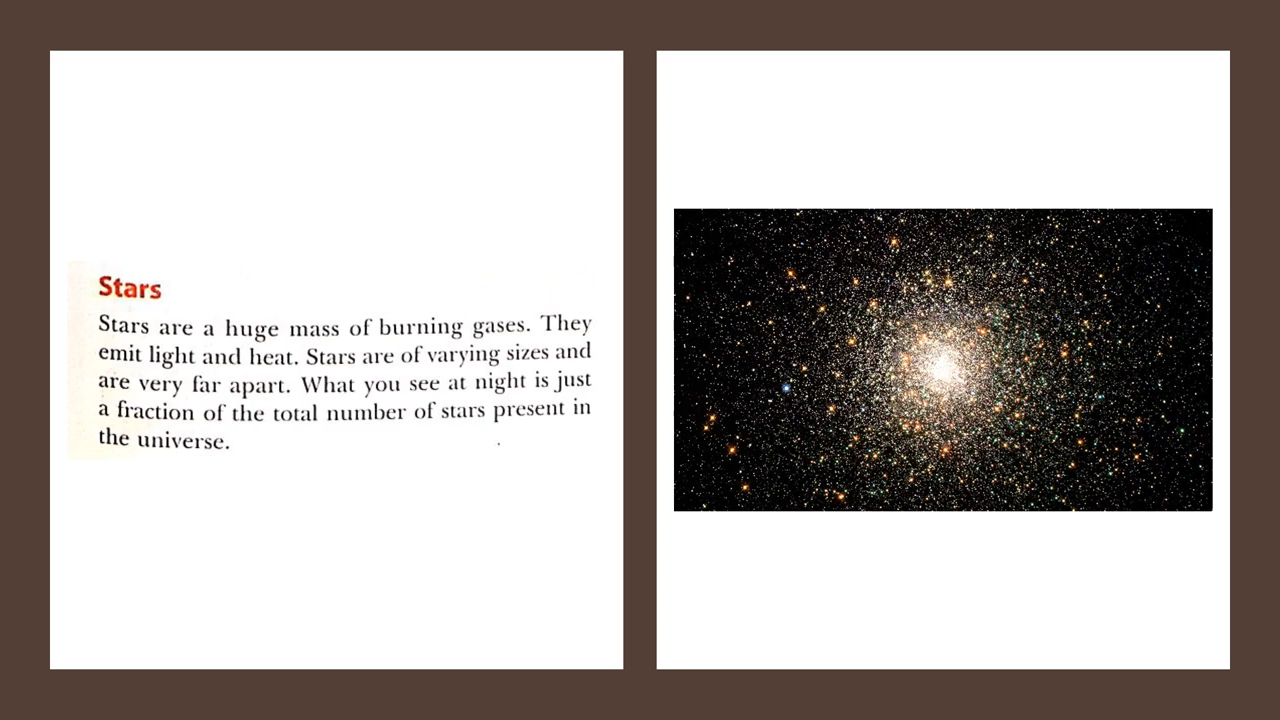 Stars
Stars are a huge mass of burning gases. They
emit light and heat. Stars are of varying sizes and
are very far apart. What you see at night is just
a fraction of the total number of stars present in
the universe.